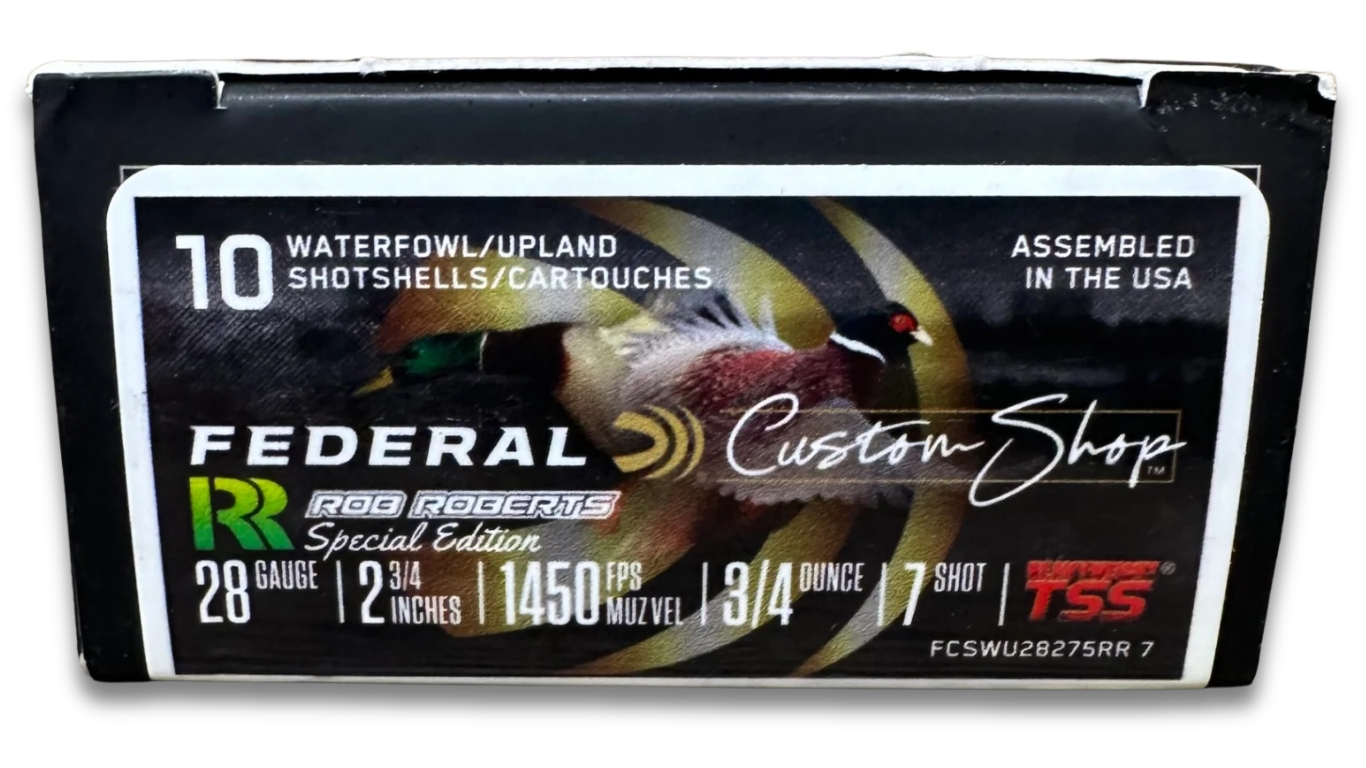 10 WATERFOWL/UPLAND
SHOTSHELLS/CARTOUCHES
ASSEMBLED
IN THE USA
FEDERAL Custom Shop™
RR ROB ROBERTS
Special Edition
28 GAUGE | 2 3/4 INCHES | 1450 FPS MUZ VEL | 3/4 OUNCE | 7 SHOT | TSS®
FCSWU28275RR 7